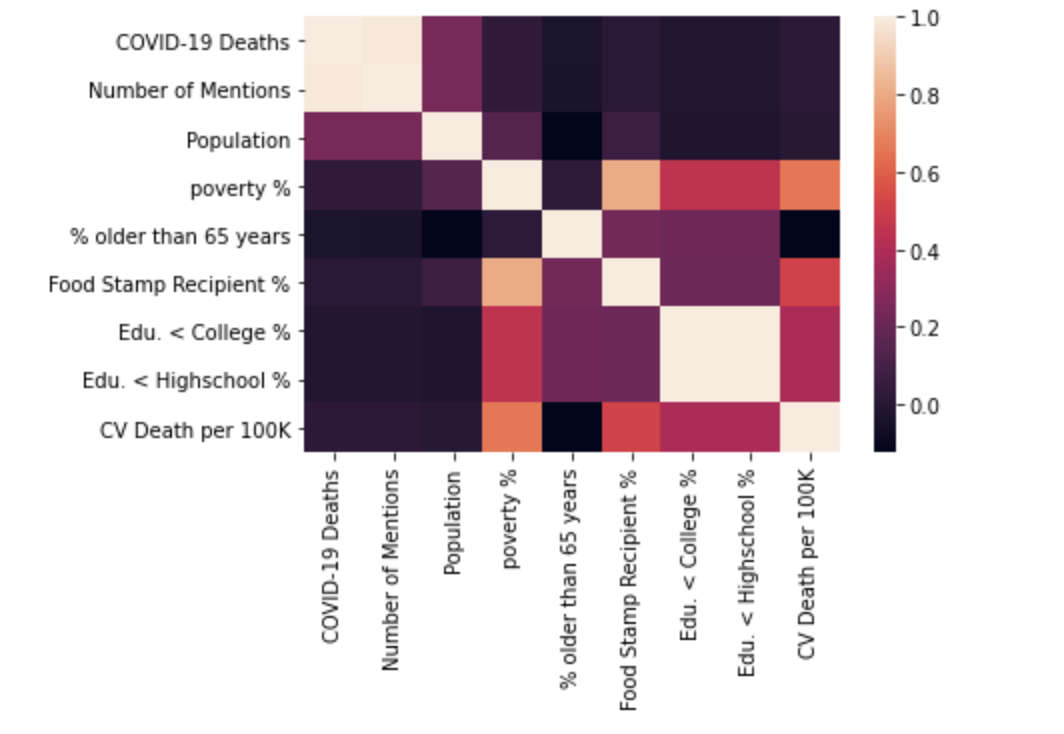 COVID-19 Deaths
Number of Mentions
Population
poverty %
% older than 65 years
Food Stamp Recipient %
Edu. < College %
Edu. < Highschool %
CV Death per 100K
COVID-19 Deaths
Number of Mentions
Population
poverty %
% older than 65 years
Food Stamp Recipient %
Edu. < College %
Edu. < Highschool %
CV Death per 100K
1.0
0.8
0.6
0.4
0.2
0.0